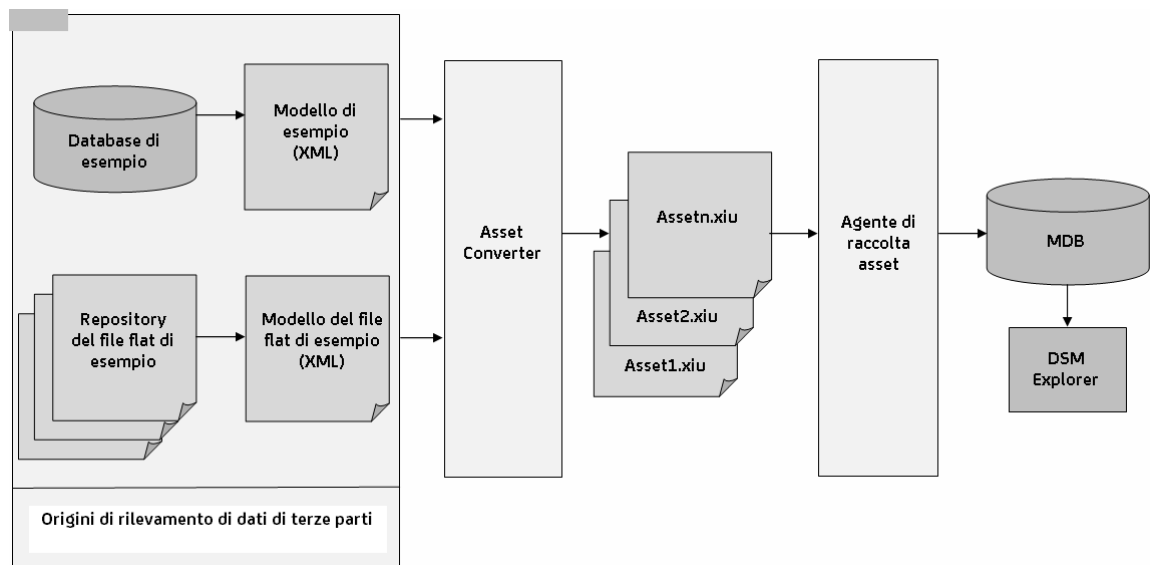 Database di
esempio
Modello di
esempio
(XML)
Repository
del file flat di
esempio
Modello del file
flat di esempio
(XML)
Origini di rilevamento di dati di terze parti
Asset
Converter
Assetn.xiu
Asset2.xiu
Asset1.xiu
Agente di
raccolta
asset
MDB
DSM
Explorer